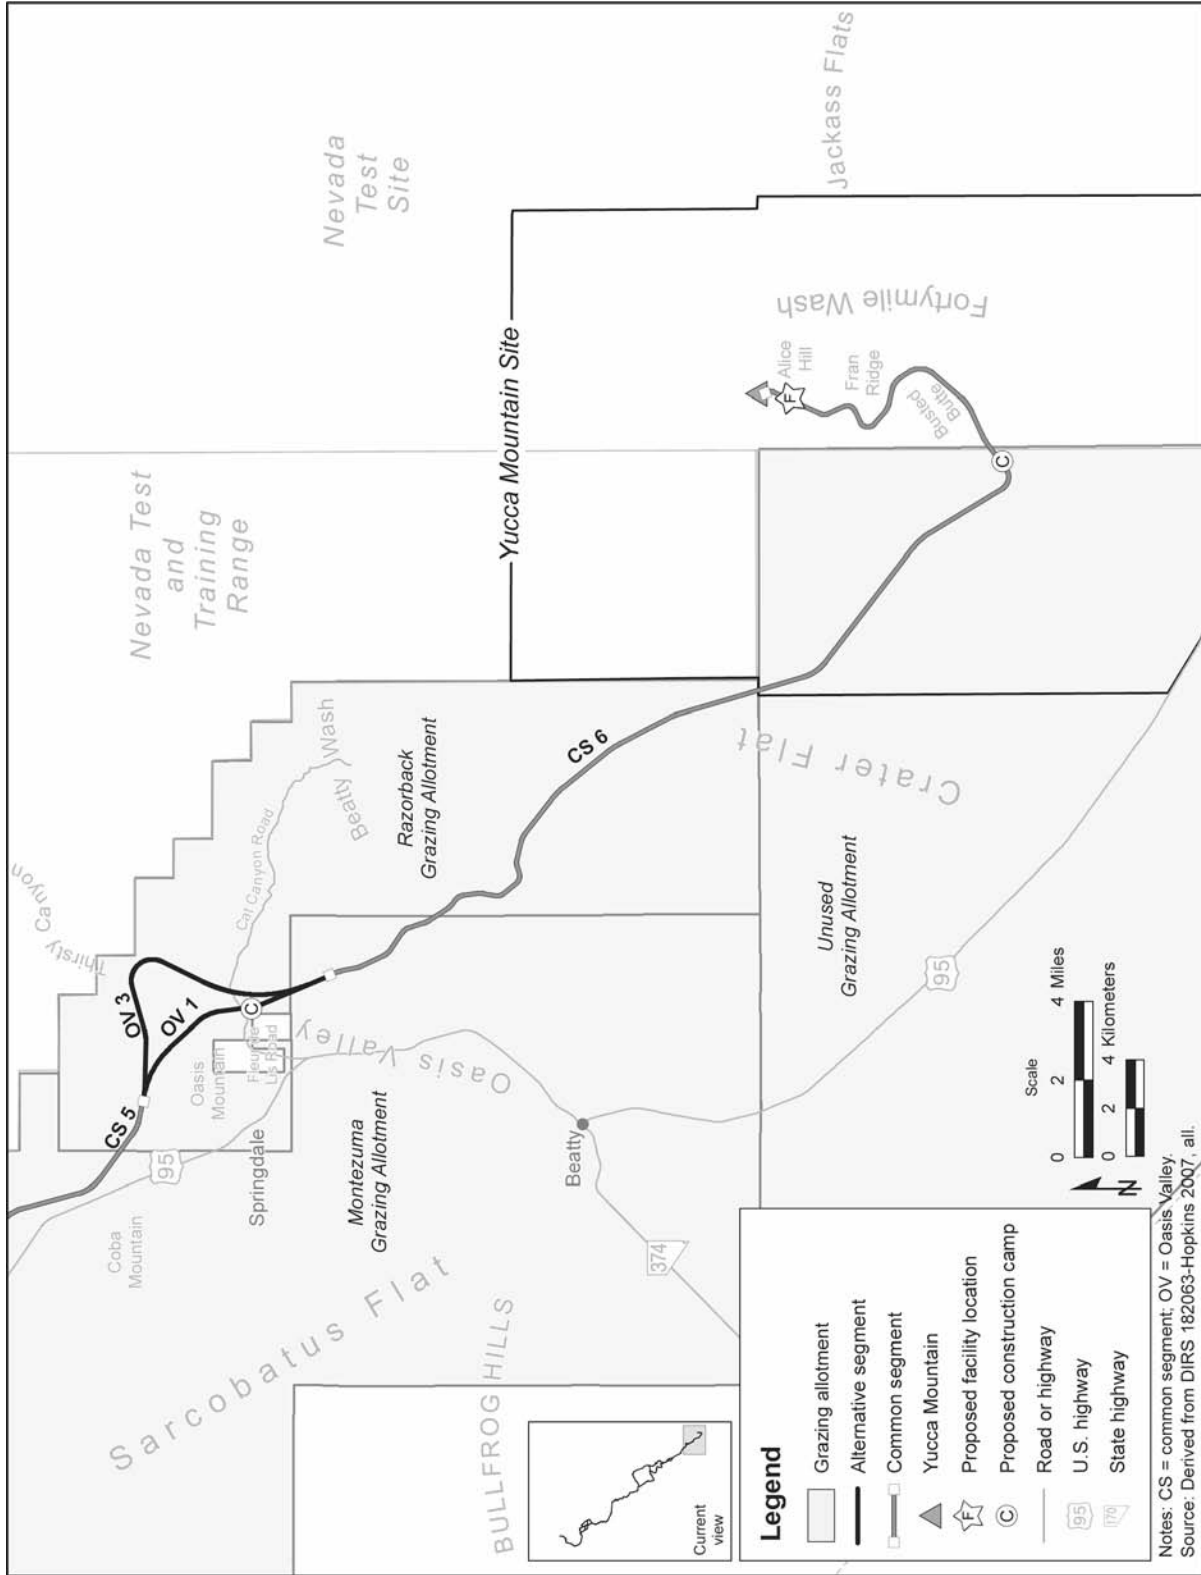 Nevada Test
and
Training
Range
Nevada
Test
Site
Thirsty Canyon
Sarcobatus Flat
Coba
Mountain
CS 5
95
OV 3
OV 1
Oasis
Mountain
Springdale
Lis Road
C
Cat Canyon Road
Beatty Wash
Oasis Valley
Montezuma
Grazing Allotment
Razorback
Grazing Allotment
Yucca Mountain Site
BULLFROG HILLS
Beatty
374
CS 6
Crater Flat
Unused
Grazing Allotment
95
Alice
Hill
F
Fran
Ridge
Busted
Butte
Fortymile Wash
Jackass Flats
C
Current
view
Legend
Grazing allotment
Alternative segment
Common segment
Yucca Mountain
F
Proposed facility location
C
Proposed construction camp
Road or highway
95
U.S. highway
170
State highway
Scale
0 2 4 Miles
0 2 4 Kilometers
N
Notes: CS = common segment; OV = Oasis Valley.
Source: Derived from DIRS 182063-Hopkins 2007, all.